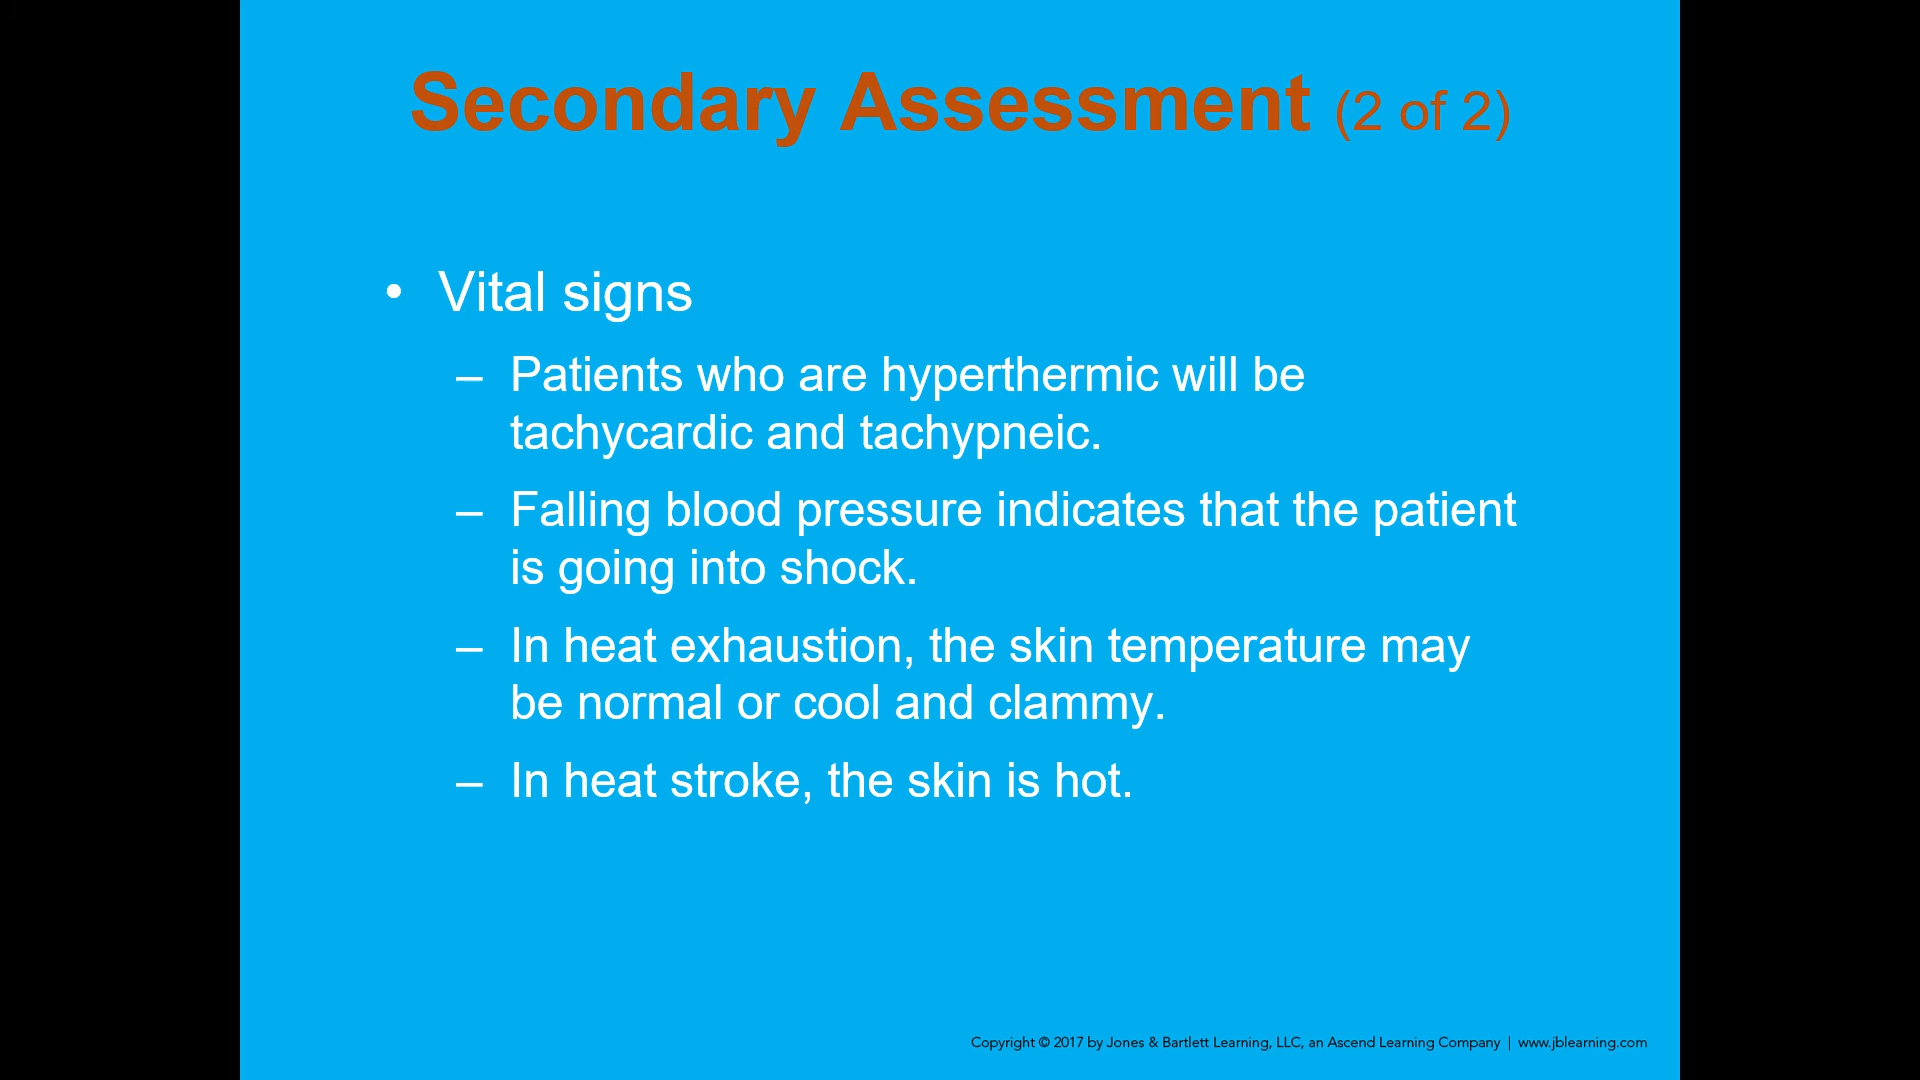 Secondary Assessment (2 of 2)
• Vital signs
– Patients who are hyperthermic will be
tachycardic and tachypneic.
– Falling blood pressure indicates that the patient
is going into shock.
– In heat exhaustion, the skin temperature may
be normal or cool and clammy.
– In heat stroke, the skin is hot.
Copyright © 2017 by Jones & Bartlett Learning, LLC, an Ascend Learning Company | www.jblearning.com